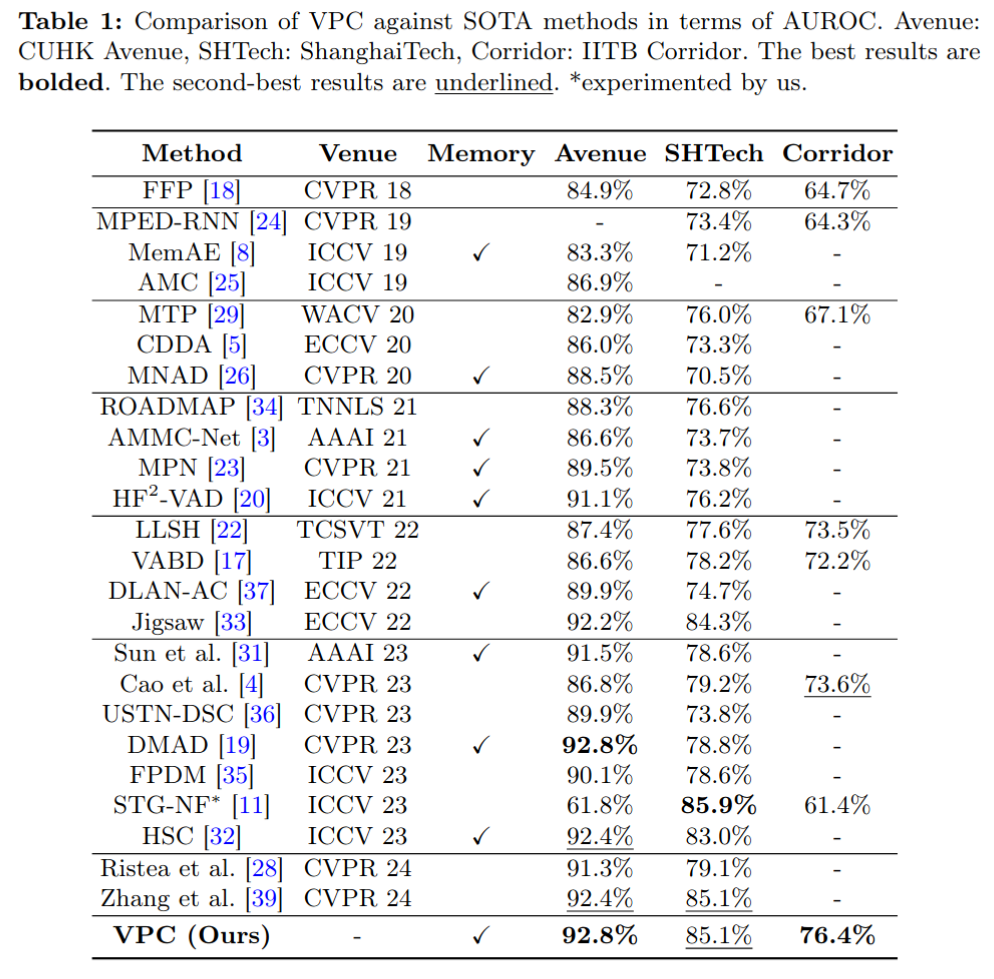 Table 1: Comparison of VPC against SOTA methods in terms of AUROC. Avenue:
CUHK Avenue, SHTech: ShanghaiTech, Corridor: IITB Corridor. The best results are
bolded. The second-best results are underlined. *experimented by us.
Method Venue Memory Avenue SHTech Corridor
FFP [18] CVPR 18 84.9% 72.8% 64.7%
MPED-RNN [24] CVPR 19 - 73.4% 64.3%
MemAE [8] ICCV 19 ✓ 83.3% 71.2% -
AMC [25] ICCV 19 86.9% - -
MTP [29] WACV 20 82.9% 76.0% 67.1%
CDDA [5] ECCV 20 86.0% 73.3% -
MNAD [26] CVPR 20 ✓ 88.5% 70.5% -
ROADMAP [34] TNNLS 21 88.3% 76.6% -
AMMC-Net [3] AAAI 21 ✓ 86.6% 73.7% -
MPN [23] CVPR 21 ✓ 89.5% 73.8% -
HF²-VAD [20] ICCV 21 ✓ 91.1% 76.2% -
LLSH [22] TCSVT 22 87.4% 77.6% 73.5%
VABD [17] TIP 22 86.6% 78.2% 72.2%
DLAN-AC [37] ECCV 22 ✓ 89.9% 74.7% -
Jigsaw [33] ECCV 22 92.2% 84.3% -
Sun et al. [31] AAAI 23 ✓ 91.5% 78.6% -
Cao et al. [4] CVPR 23 86.8% 79.2% 73.6%
USTN-DSC [36] CVPR 23 89.9% 73.8% -
DMAD [19] CVPR 23 ✓ 92.8% 78.8% -
FPDM [35] ICCV 23 90.1% 78.6% -
STG-NF* [11] ICCV 23 61.8% 85.9% 61.4%
HSC [32] ICCV 23 ✓ 92.4% 83.0% -
Ristea et al. [28] CVPR 24 91.3% 79.1% -
Zhang et al. [39] CVPR 24 92.4% 85.1% -
VPC (Ours) - ✓ 92.8% 85.1% 76.4%